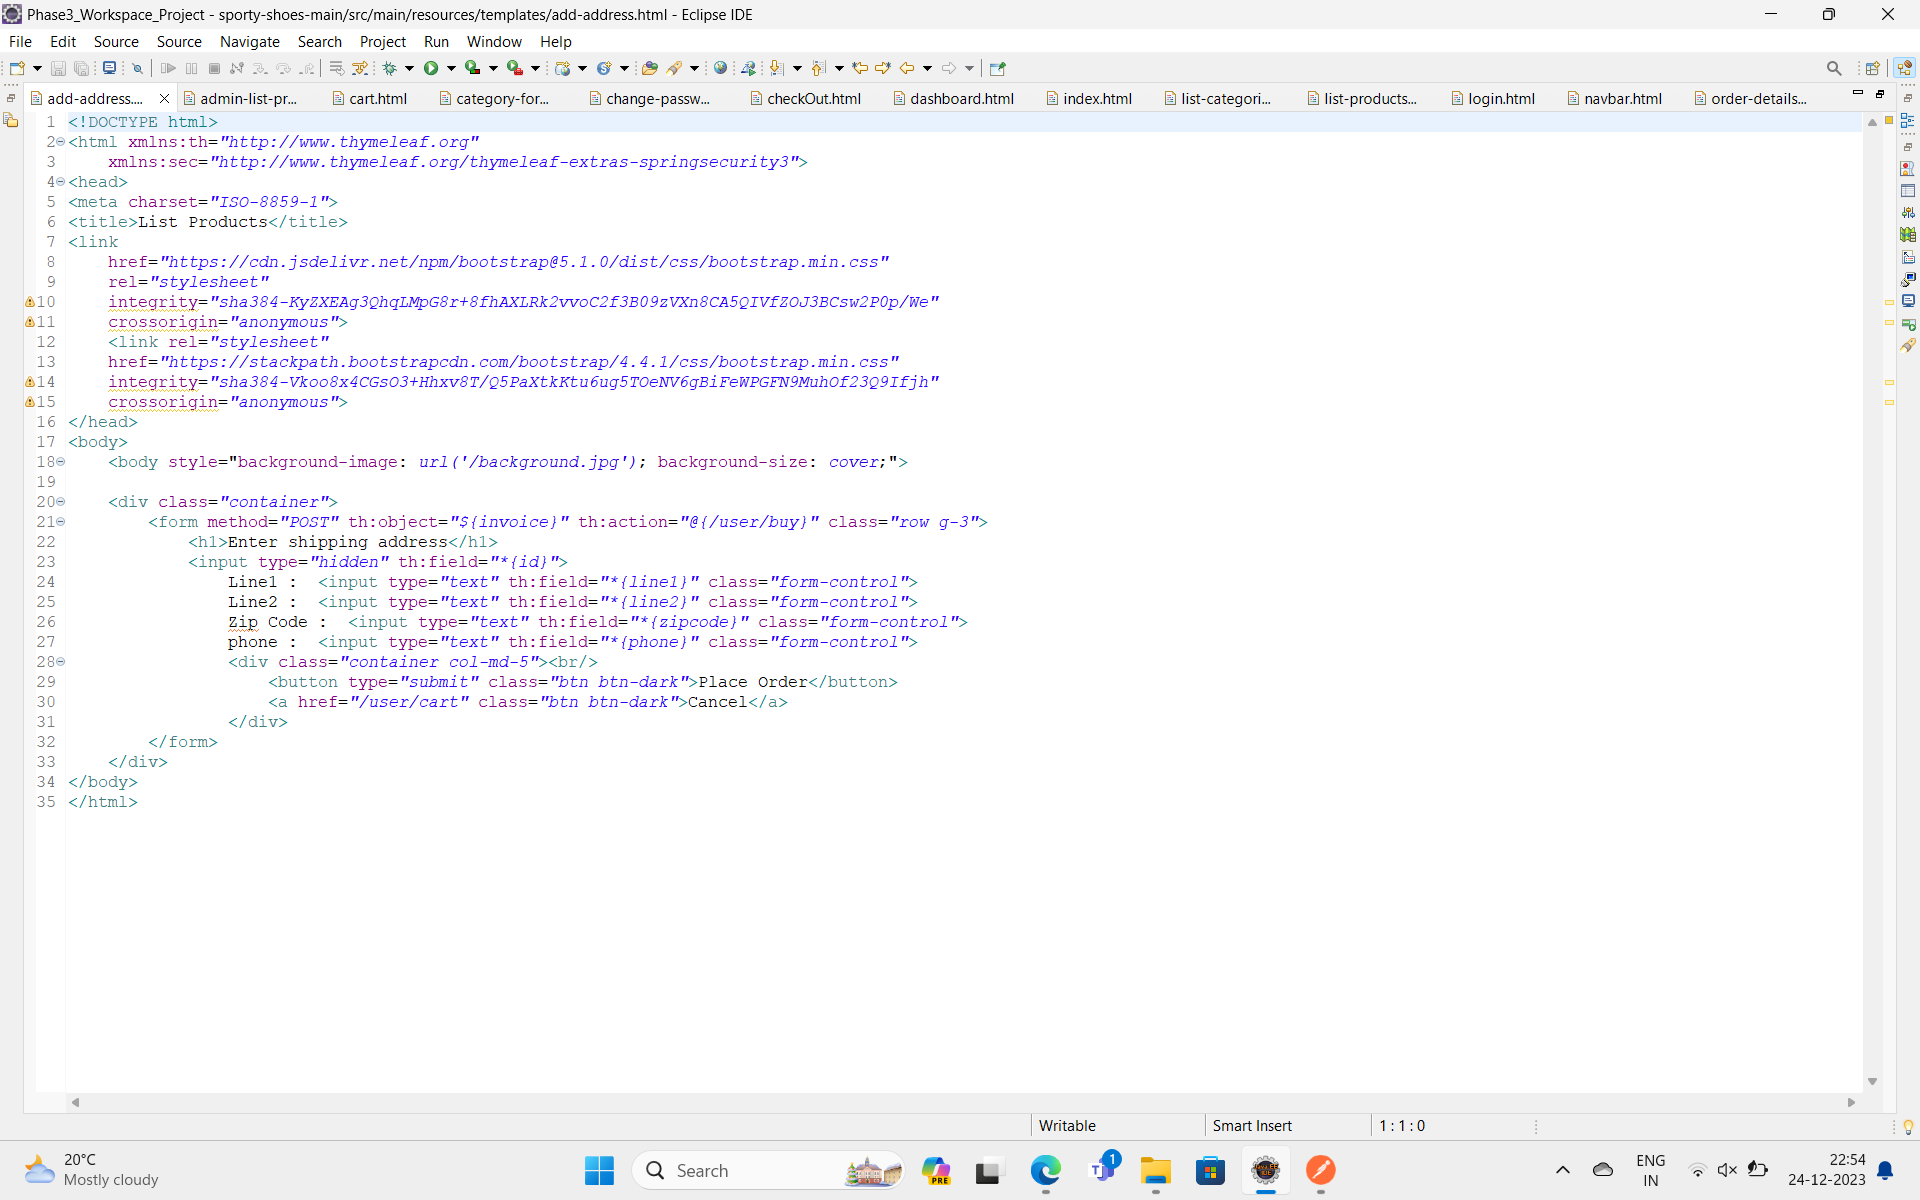 Phase3_Workspace_Project - sporty-shoes-main/src/main/resources/templates/add-address.html - Eclipse IDE
File Edit Source Source Navigate Search Project Run Window Help
add-address.... admin-list-pr... cart.html category-for... change-passw... checkOut.html dashboard.html index.html list-categori... list-products... login.html navbar.html order-details...
1 <!DOCTYPE html>
2 <html xmlns:th="http://www.thymeleaf.org"
3 xmlns:sec="http://www.thymeleaf.org/thymeleaf-extras-springsecurity3">
4 <head>
5 <meta charset="ISO-8859-1">
6 <title>List Products</title>
7 <link
8 href="https://cdn.jsdelivr.net/npm/bootstrap@5.1.0/dist/css/bootstrap.min.css"
9 rel="stylesheet"
10 integrity="sha384-KyZXEAg3QhqLMpG8r+8fhAXLRk2vvoC2f3B09zVXn8CA5QIVfZOJ3BCsw2P0p/We"
11 crossorigin="anonymous">
12 <link rel="stylesheet"
13 href="https://stackpath.bootstrapcdn.com/bootstrap/4.4.1/css/bootstrap.min.css"
14 integrity="sha384-Vkoo8x4CGsO3+Hhxv8T/Q5PaXtkKtu6ug5TOeNV6gBiFeWPGFN9MuhOf23Q9Ifjh"
15 crossorigin="anonymous">
16 </head>
17 <body>
18 <body style="background-image: url('/background.jpg'); background-size: cover;">
19
20 <div class="container">
21 <form method="POST" th:object="${invoice}" th:action="@{/user/buy}" class="row g-3">
22 <h1>Enter shipping address</h1>
23 <input type="hidden" th:field="*{id}">
24 Line1 : <input type="text" th:field="*{line1}" class="form-control">
25 Line2 : <input type="text" th:field="*{line2}" class="form-control">
26 Zip Code : <input type="text" th:field="*{zipcode}" class="form-control">
27 phone : <input type="text" th:field="*{phone}" class="form-control">
28 <div class="container col-md-5"><br/>
29 <button type="submit" class="btn btn-dark">Place Order</button>
30 <a href="/user/cart" class="btn btn-dark">Cancel</a>
31 </div>
32 </form>
33 </div>
34 </body>
35 </html>
Writable Smart Insert 1 : 1 : 0
20°C
Mostly cloudy
Search
PRE
1
ENG
IN
22:54
24-12-2023